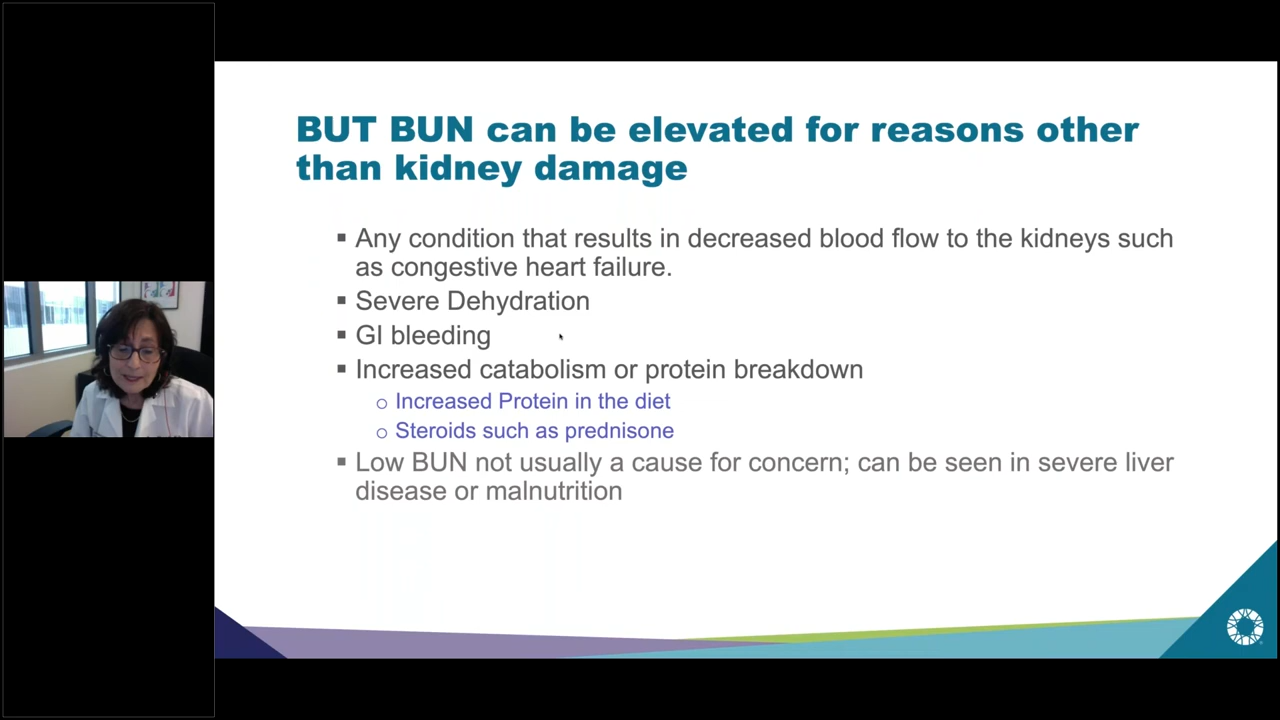 BUT BUN can be elevated for reasons other
than kidney damage
▪ Any condition that results in decreased blood flow to the kidneys such
as congestive heart failure.
▪ Severe Dehydration
▪ GI bleeding
▪ Increased catabolism or protein breakdown
o Increased Protein in the diet
o Steroids such as prednisone
▪ Low BUN not usually a cause for concern; can be seen in severe liver
disease or malnutrition